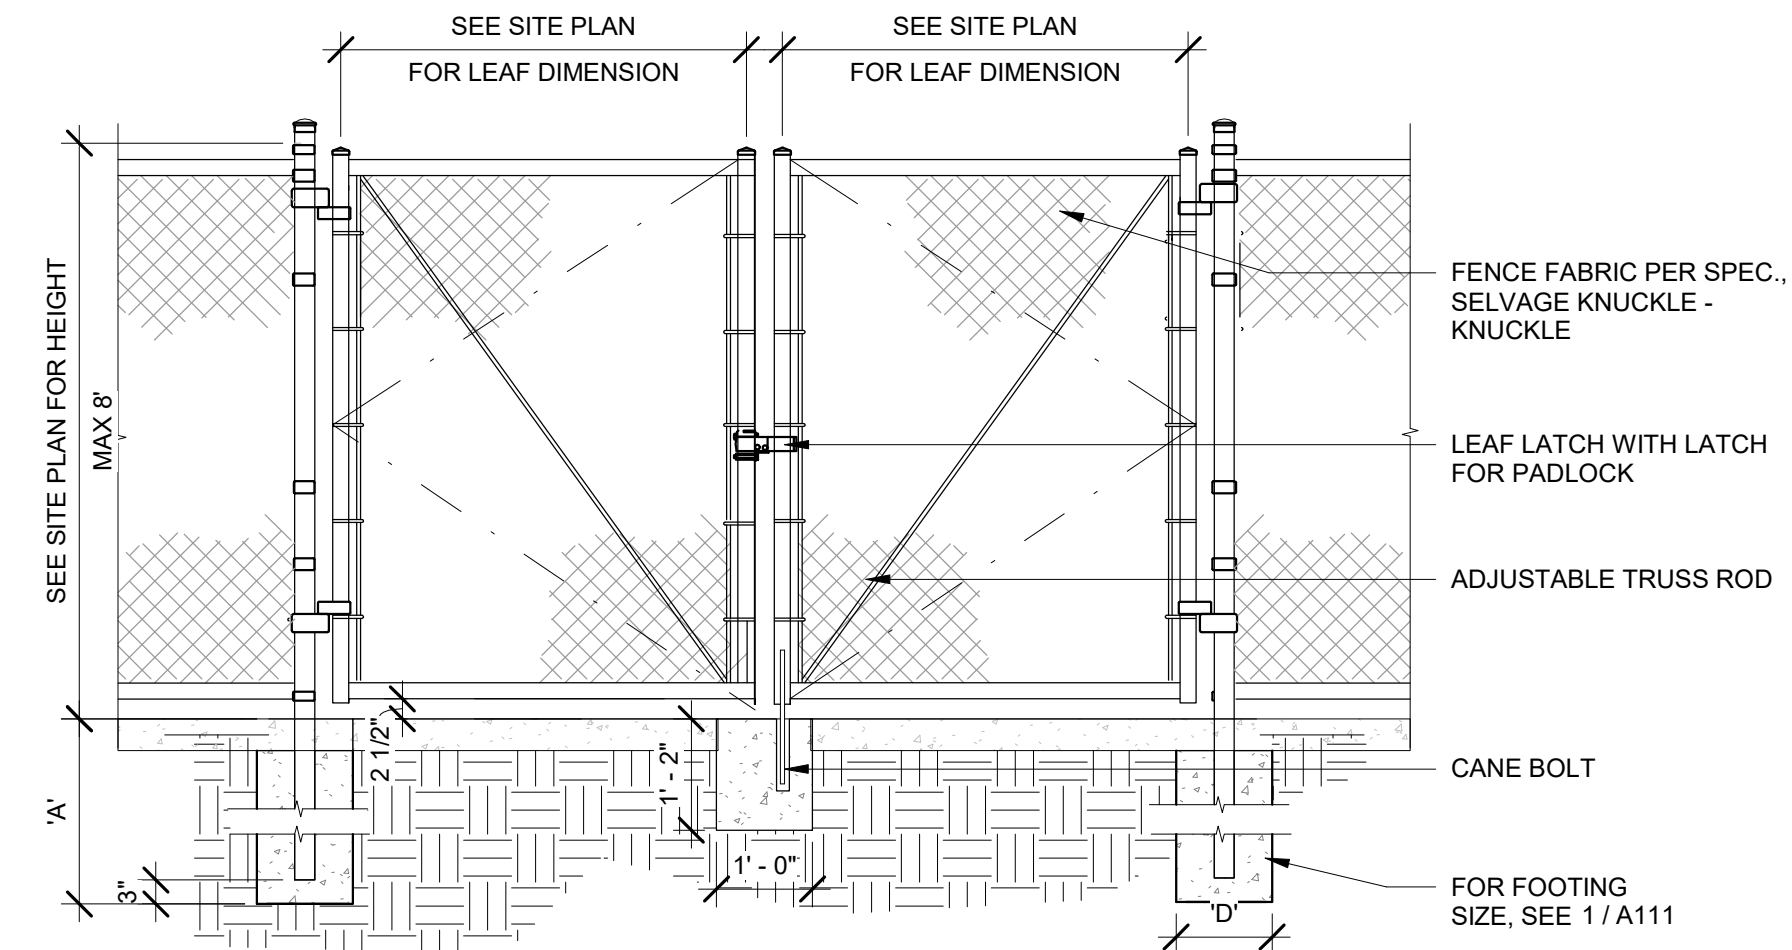 SEE SITE PLAN
FOR LEAF DIMENSION
SEE SITE PLAN
FOR LEAF DIMENSION
SEE SITE PLAN FOR HEIGHT
MAX 8'
FENCE FABRIC PER SPEC.,
SELVAGE KNUCKLE -
KNUCKLE
LEAF LATCH WITH LATCH
FOR PADLOCK
ADJUSTABLE TRUSS ROD
CANE BOLT
2 1/2"
1' - 2"
'A'
1' - 0"
3"
'D'
FOR FOOTING
SIZE, SEE 1 / A111